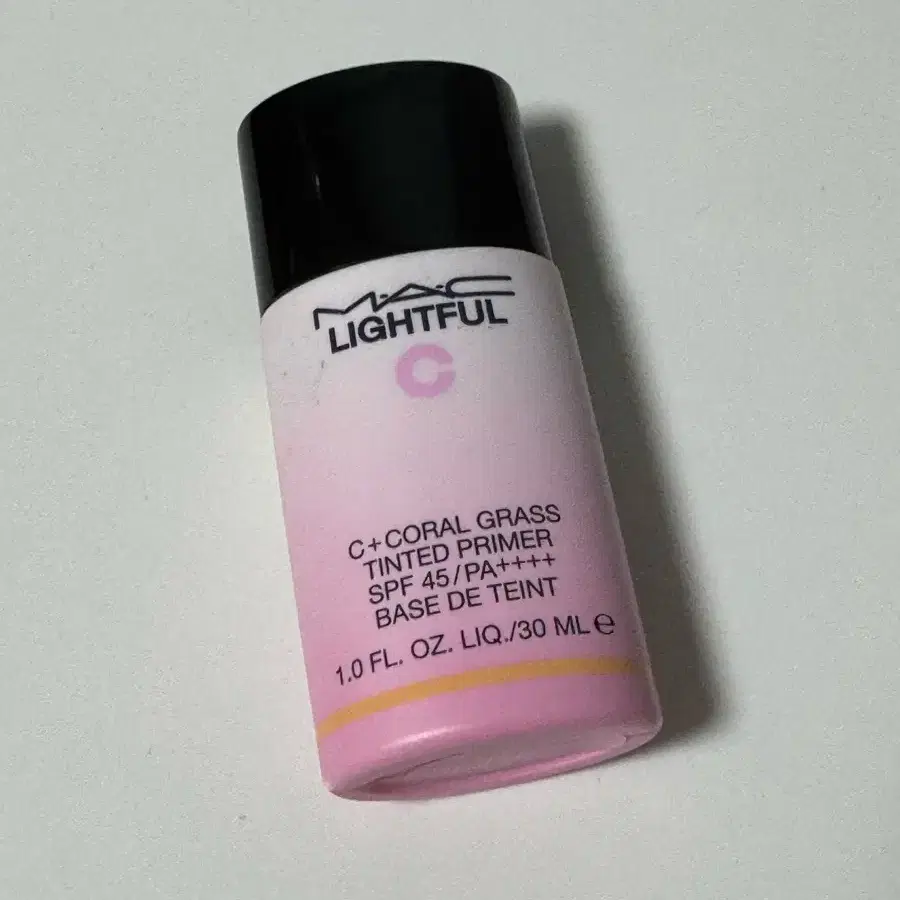 M·A·C
LIGHTFUL
C
C+CORAL GRASS
TINTED PRIMER
SPF 45/PA++++
BASE DE TEINT
1.0 FL. OZ. LIQ./30 ML ℮